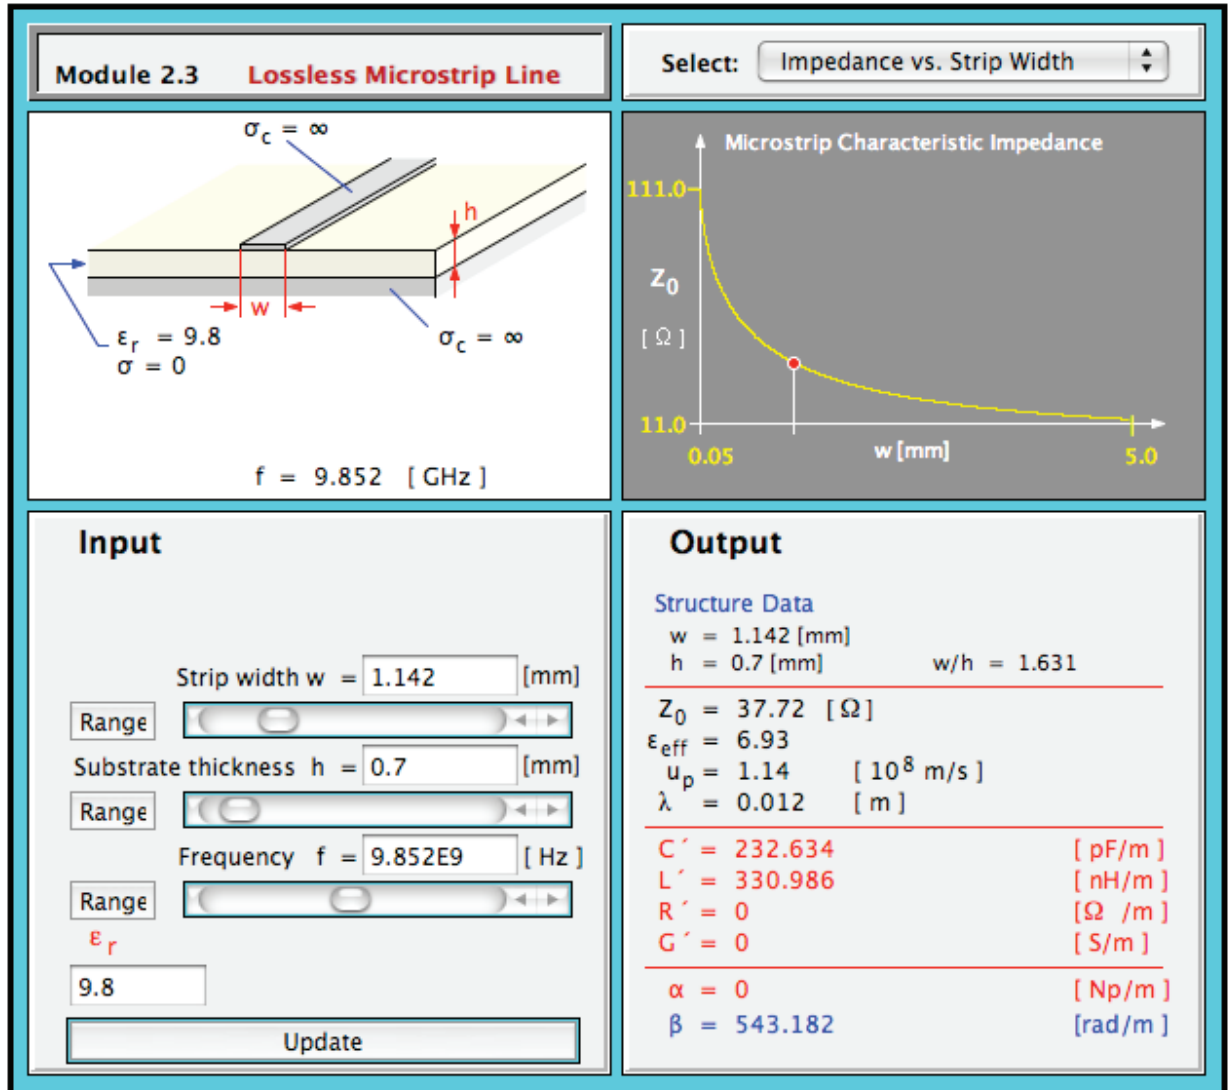 Module 2.3 Lossless Microstrip Line
Select: Impedance vs. Strip Width
σc = ∞
h
w
εr = 9.8
σ = 0
σc = ∞
f = 9.852 [ GHz ]
Microstrip Characteristic Impedance
111.0
Z0
[ Ω ]
11.0
0.05
w [mm]
5.0
Input
Strip width w = 1.142 [mm]
Range
Substrate thickness h = 0.7 [mm]
Range
Frequency f = 9.852E9 [ Hz ]
Range
εr
9.8
Update
Output
Structure Data
w = 1.142 [mm]
h = 0.7 [mm] w/h = 1.631
Z0 = 37.72 [ Ω ]
εeff = 6.93
up = 1.14 [ 10^8 m/s ]
λ = 0.012 [ m ]
C´ = 232.634 [ pF/m ]
L´ = 330.986 [ nH/m ]
R´ = 0 [Ω /m ]
G´ = 0 [ S/m ]
α = 0 [ Np/m ]
β = 543.182 [rad/m ]